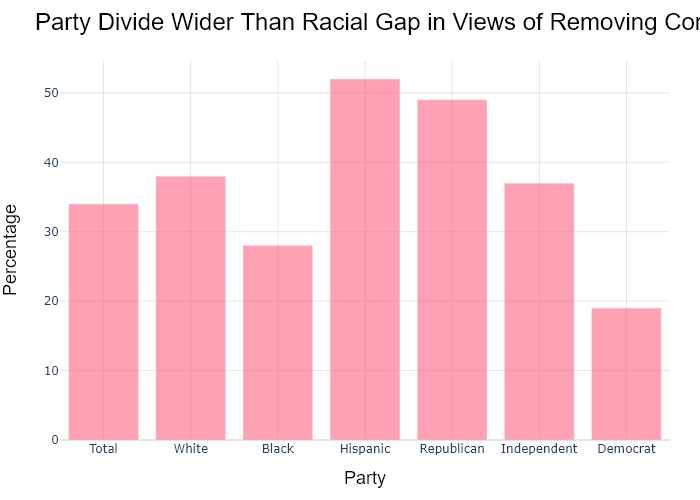 Party Divide Wider Than Racial Gap in Views of Removing
Percentage
50
40
30
20
10
0
Total White Black Hispanic Republican Independent Democrat
Party